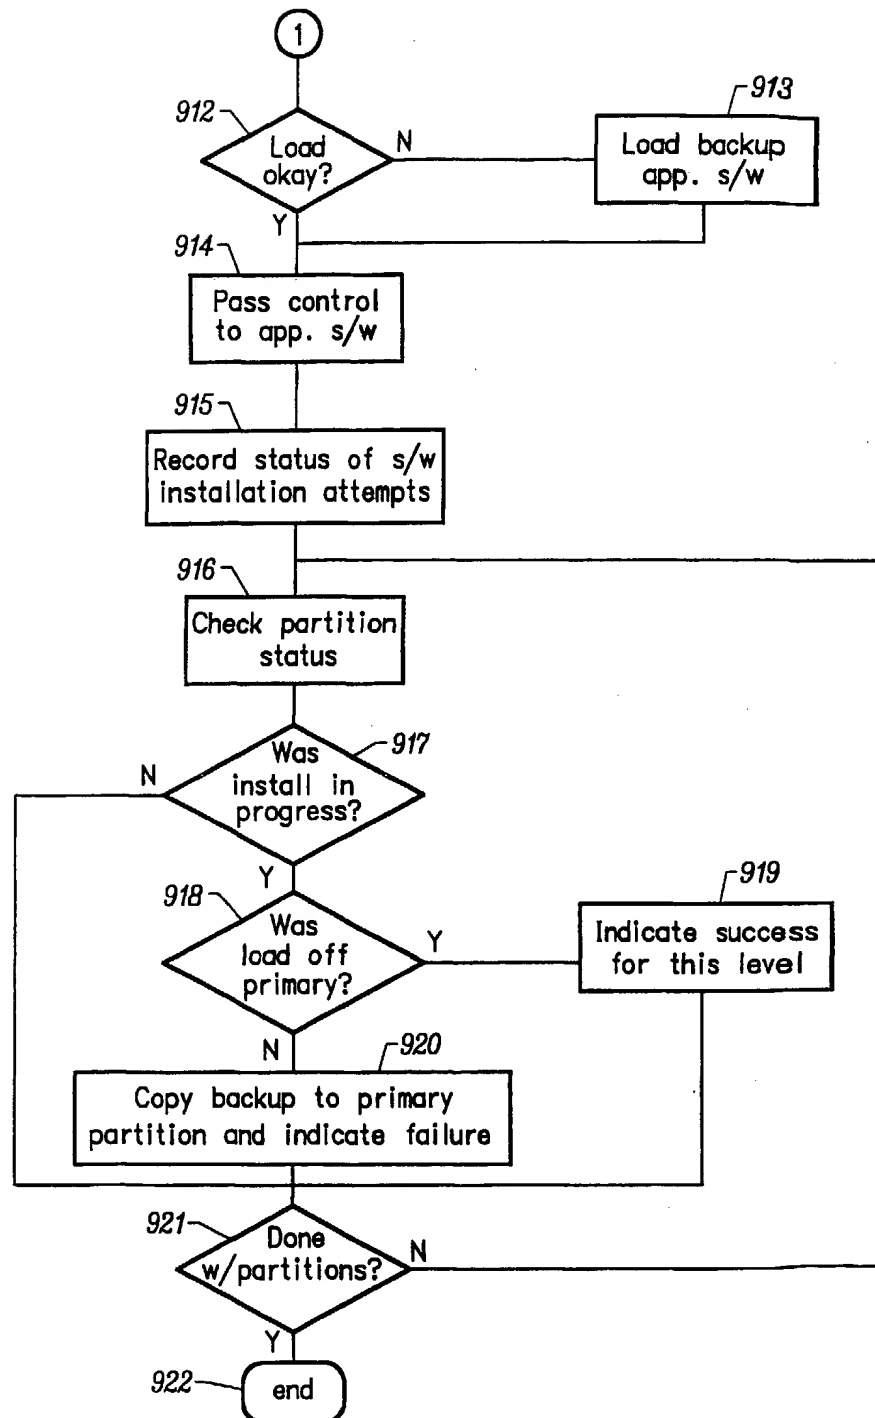 1
912
Load
okay?
N
Y
913
Load backup
app. s/w
914
Pass control
to app. s/w
915
Record status of s/w
installation attempts
916
Check partition
status
917
Was
install in
progress?
N
Y
918
Was
load off
primary?
Y
N
919
Indicate success
for this level
920
Copy backup to primary
partition and indicate failure
921
Done
w/partitions?
N
Y
922
end